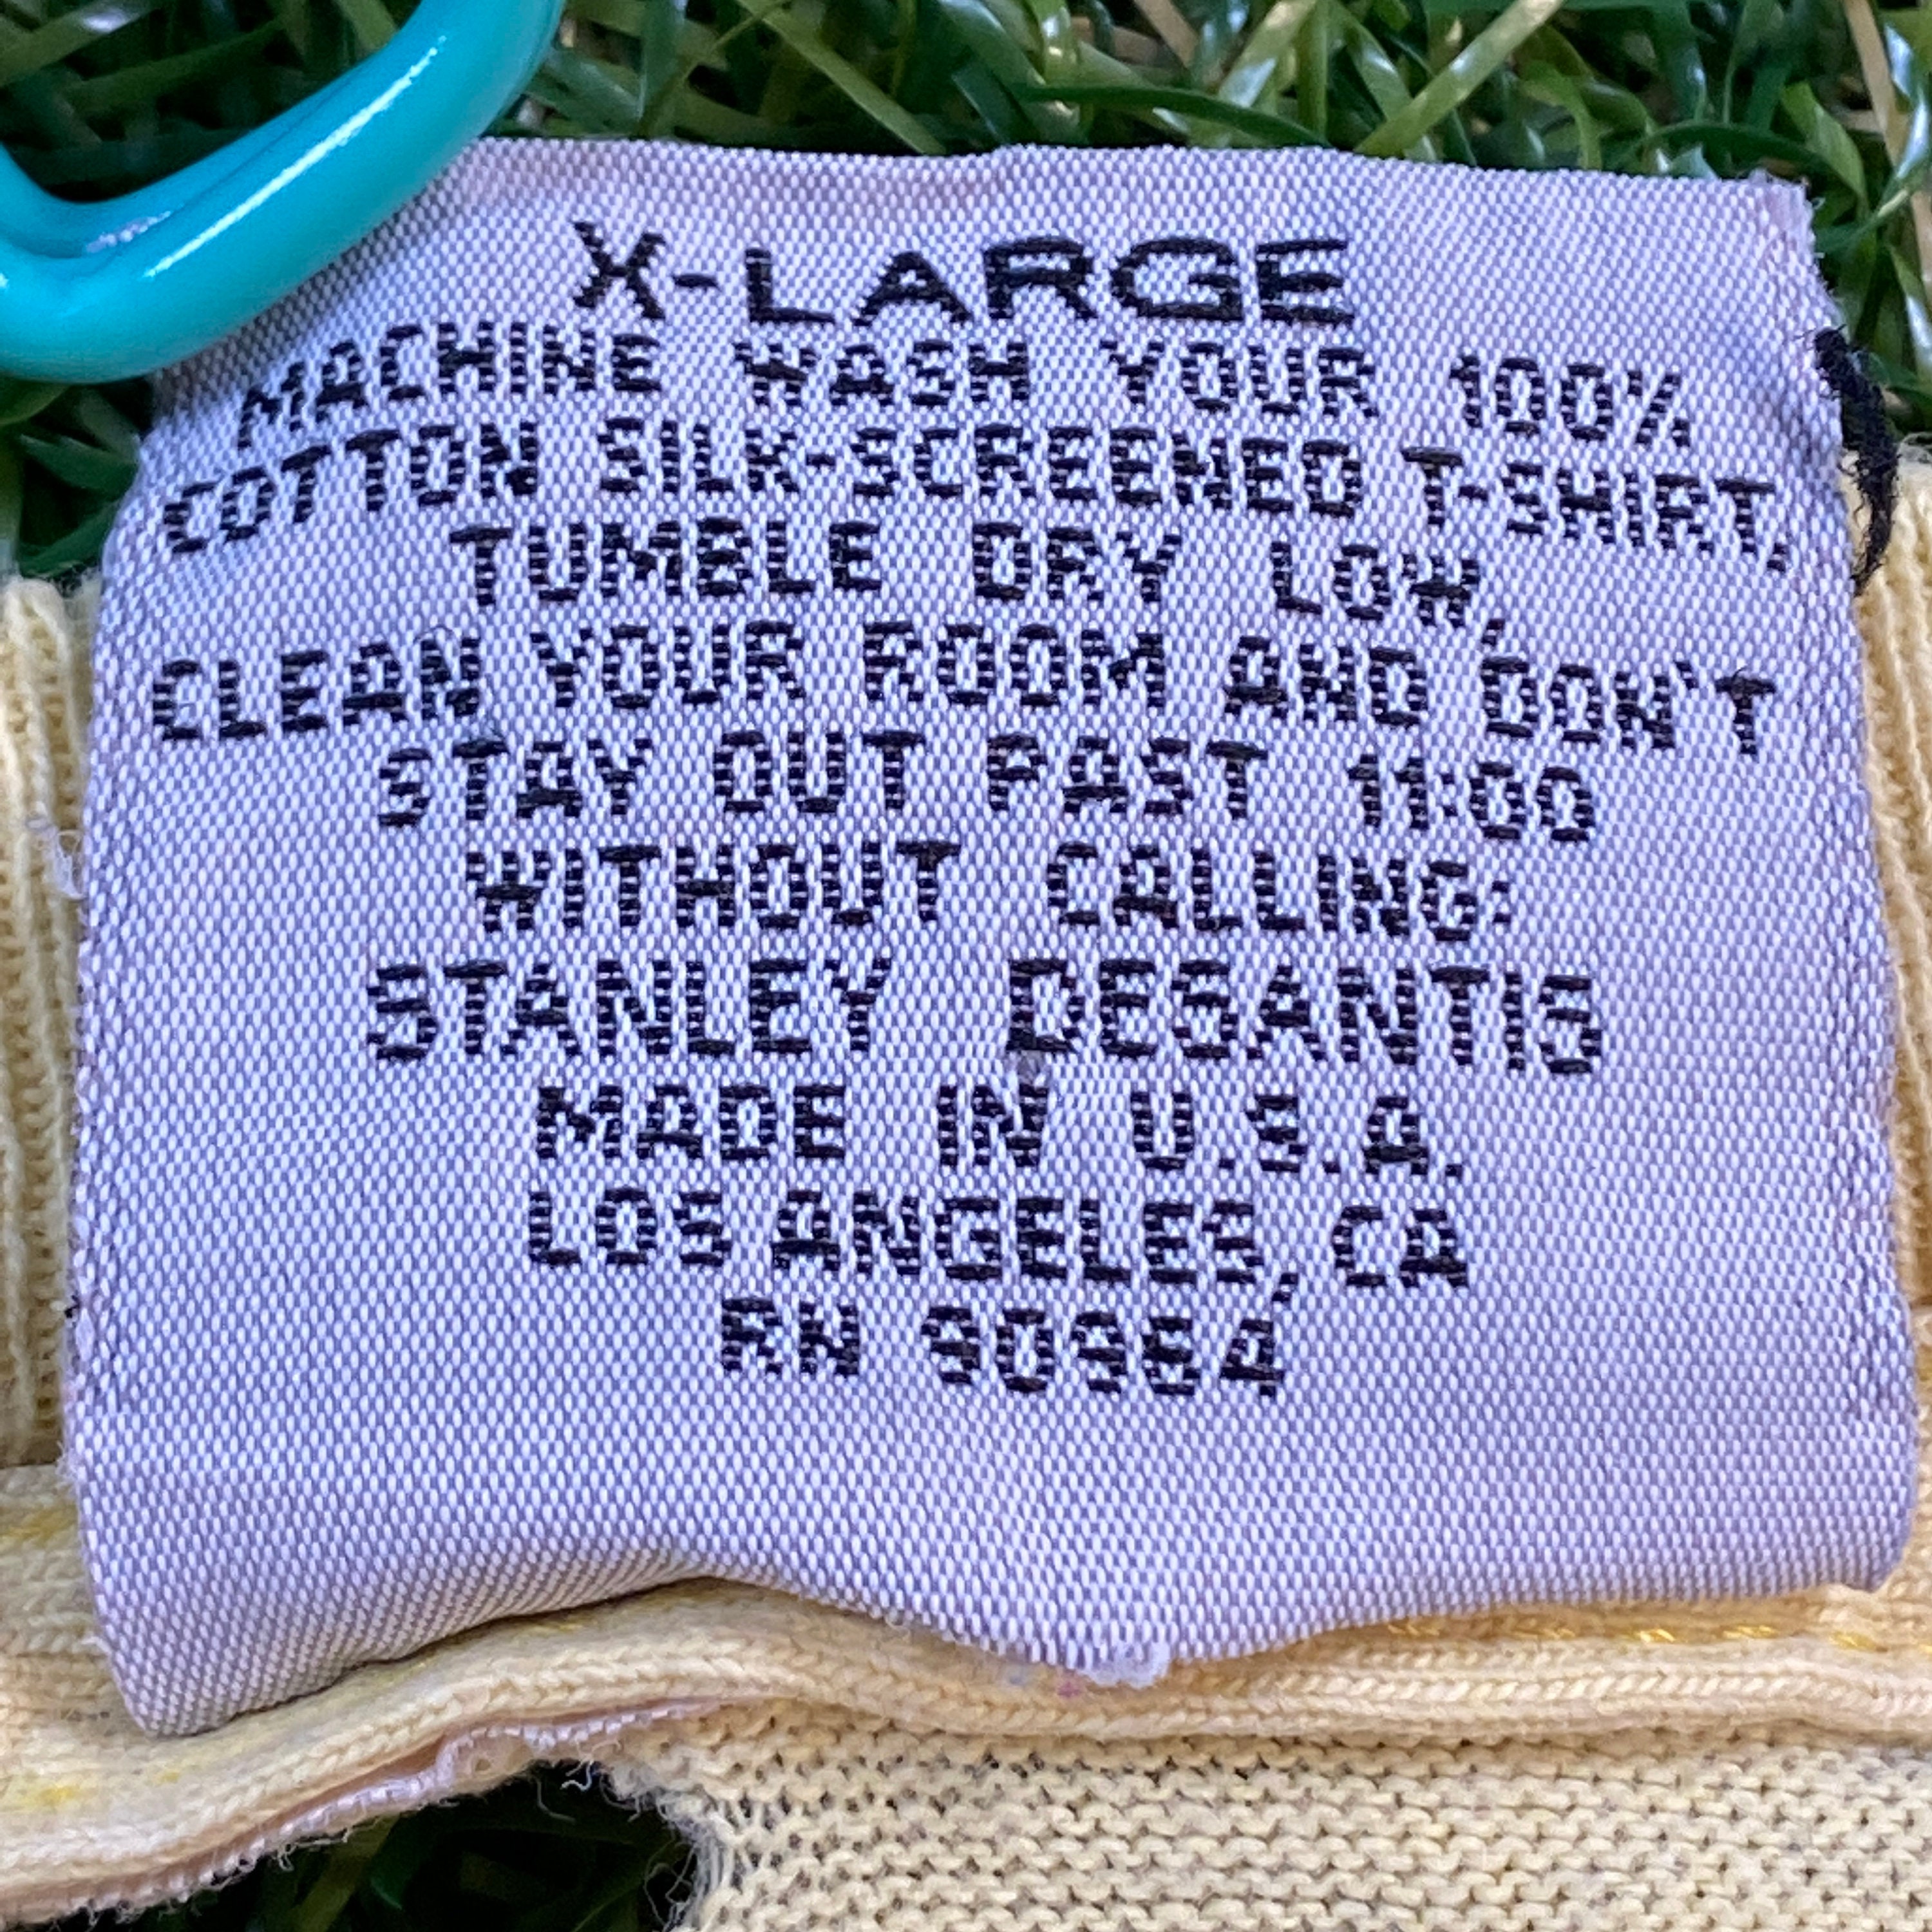 X-LARGE
MACHINE WASH YOUR 100%
COTTON SILK-SCREENED T-SHIRT,
TUMBLE DRY LOW,
CLEAN YOUR ROOM AND DON'T
STAY OUT PAST 11:00
WITHOUT CALLING:
STANLEY DESANTIS
MADE IN U.S.A.
LOS ANGELES, CA
RN 90964